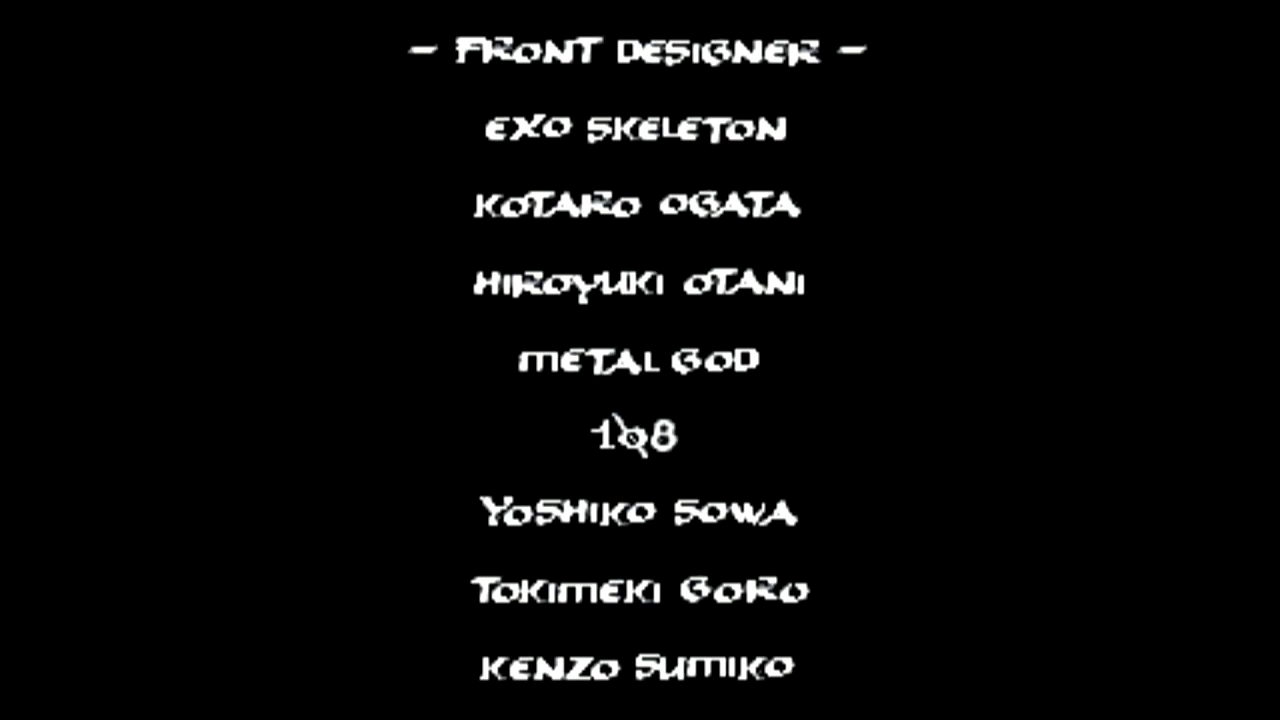 - FRONT DESIGNER -
EXO SKELETON
KOTARO OGATA
HIROYUKI OTANI
METAL GOD
108
YOSHIKO SOWA
TOKIMEKI GORO
KENZO SUMIKO